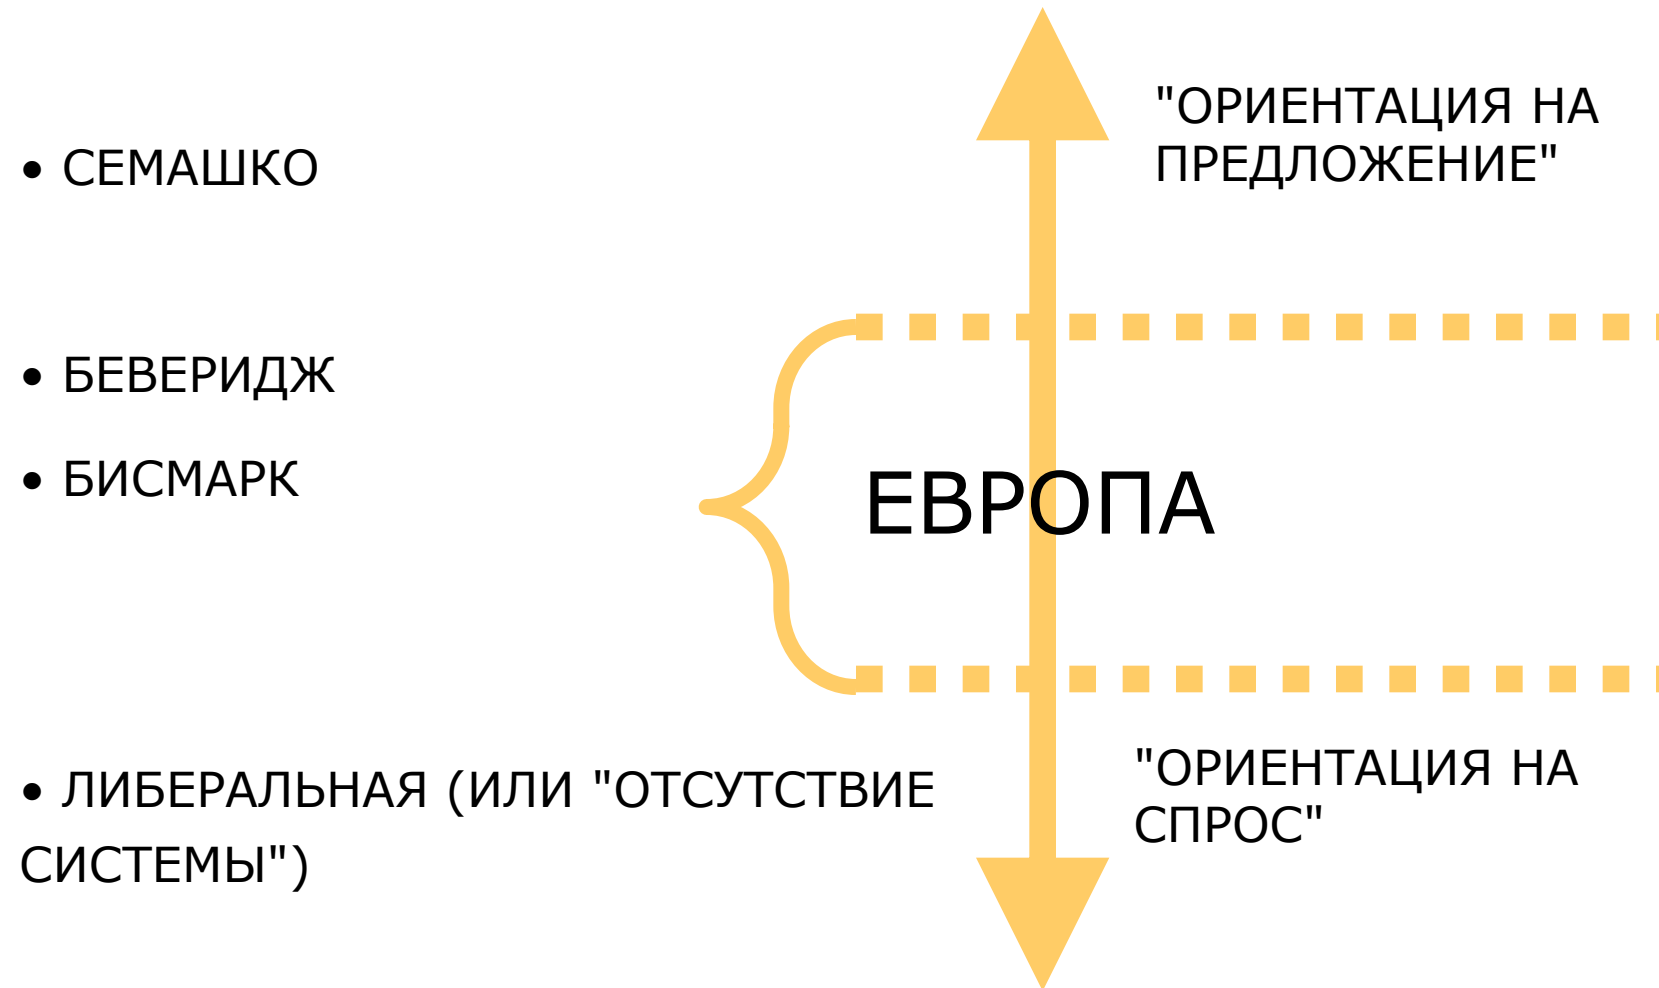 "ОРИЕНТАЦИЯ НА
ПРЕДЛОЖЕНИЕ"
• СЕМАШКО
• БЕВЕРИДЖ
• БИСМАРК
ЕВРОПА
"ОРИЕНТАЦИЯ НА
СПРОС"
• ЛИБЕРАЛЬНАЯ (ИЛИ "ОТСУТСТВИЕ
СИСТЕМЫ")